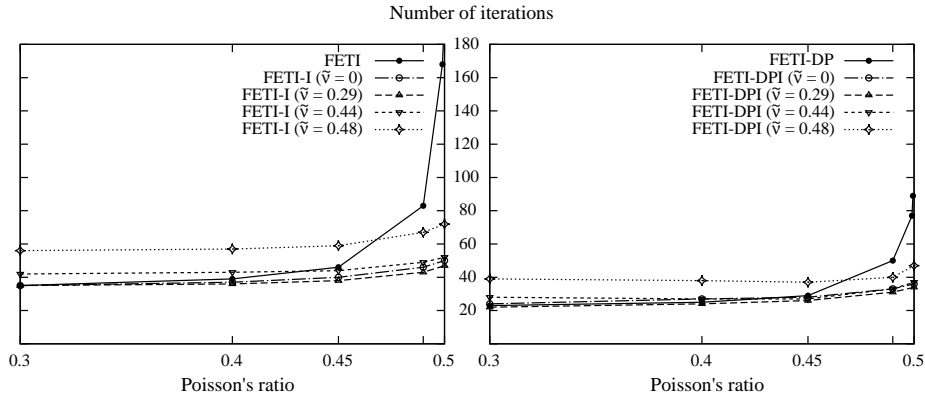 Number of iterations
FETI
FETI-I (ṽ = 0)
FETI-I (ṽ = 0.29)
FETI-I (ṽ = 0.44)
FETI-I (ṽ = 0.48)
0.3
0.4
0.45
0.5
Poisson's ratio
180
160
140
120
100
80
60
40
20
FETI-DP
FETI-DPI (ṽ = 0)
FETI-DPI (ṽ = 0.29)
FETI-DPI (ṽ = 0.44)
FETI-DPI (ṽ = 0.48)
0.3
0.4
0.45
0.5
Poisson's ratio